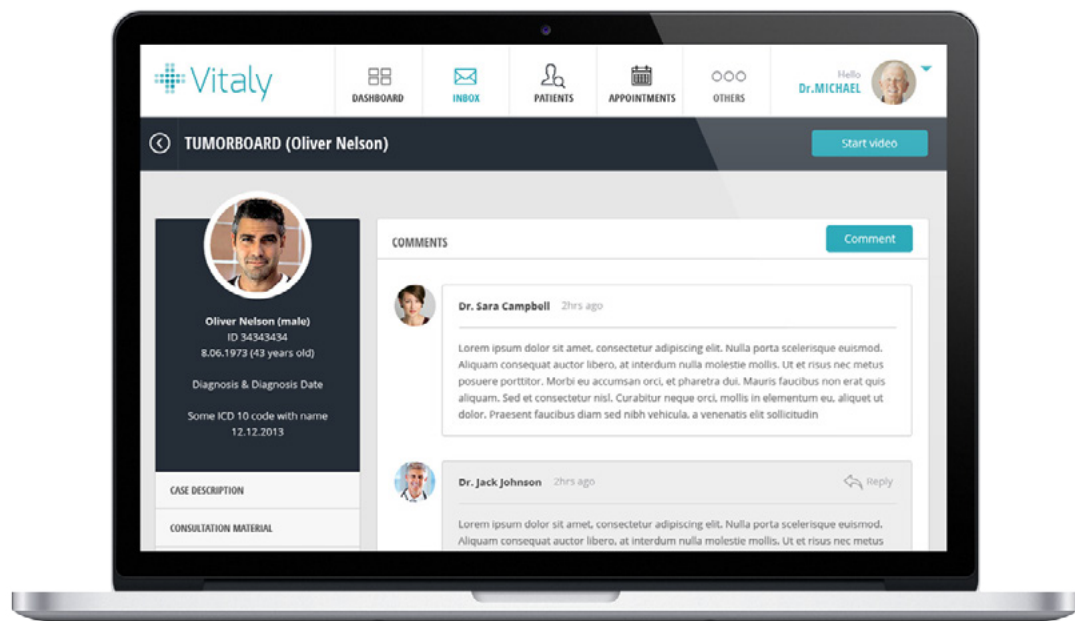 Vitaly
DASHBOARD
INBOX
PATIENTS
APPOINTMENTS
OTHERS
Hello
Dr.MICHAEL
TUMORBOARD (Oliver Nelson)
Start video
Oliver Nelson (male)
ID 34343434
8.06.1973 (43 years old)
Diagnosis & Diagnosis Date
Some ICD 10 code with name
12.12.2013
CASE DESCRIPTION
CONSULTATION MATERIAL
COMMENTS
Comment
Dr. Sara Campbell 2hrs ago
Lorem ipsum dolor sit amet, consectetur adipiscing elit. Nulla porta scelerisque euismod.
Aliquam consequat auctor libero, at interdum nulla molestie mollis. Ut et risus nec metus
posuere porttitor. Morbi eu accumsan orci, et pharetra dui. Mauris faucibus non erat quis
aliquam. Sed et consectetur nisl. Curabitur neque orci, mollis in elementum eu, aliquet ut
dolor. Praesent faucibus diam sed nibh vehicula, a venenatis elit sollicitudin
Dr. Jack Johnson 2hrs ago
Reply
Lorem ipsum dolor sit amet, consectetur adipiscing elit. Nulla porta scelerisque euismod.
Aliquam consequat auctor libero, at interdum nulla molestie mollis. Ut et risus nec metus